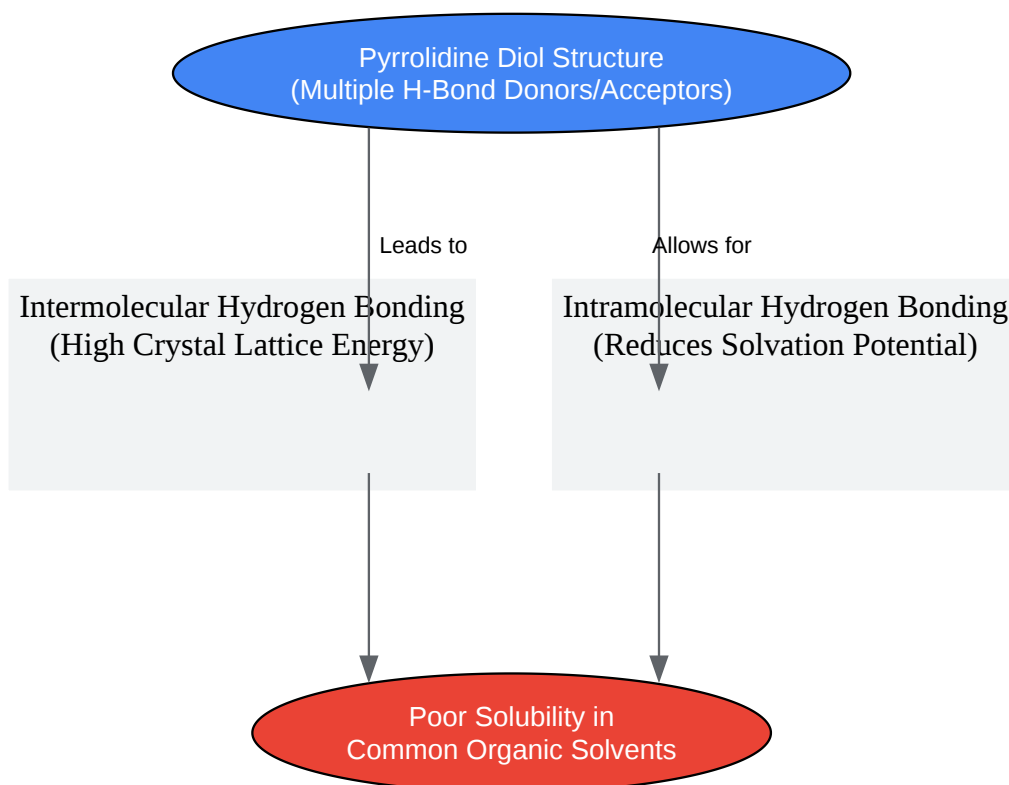 Pyrrolidine Diol Structure
(Multiple H-Bond Donors/Acceptors)
Leads to
Allows for
Intermolecular Hydrogen Bonding
(High Crystal Lattice Energy)
Intramolecular Hydrogen Bonding
(Reduces Solvation Potential)
Poor Solubility in
Common Organic Solvents